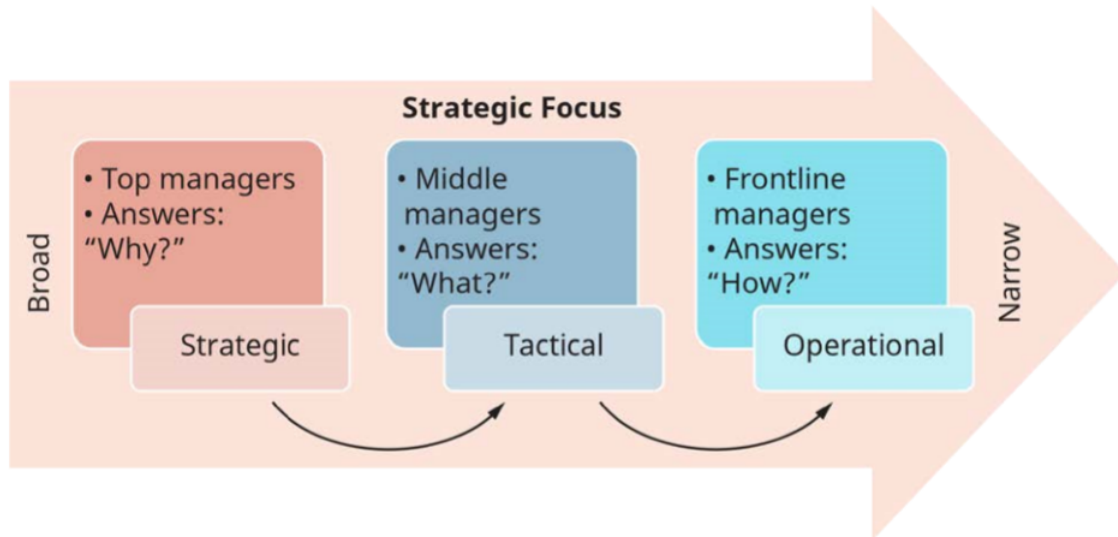 Strategic Focus
Broad
• Top managers
• Answers:
“Why?”
Strategic
• Middle
managers
• Answers:
“What?”
Tactical
• Frontline
managers
• Answers:
“How?”
Operational
Narrow